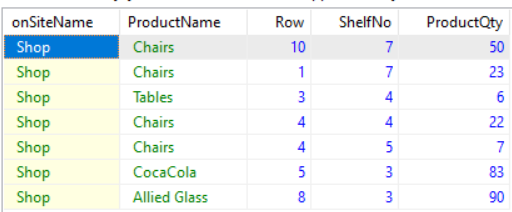 onSiteName ProductName Row ShelfNo ProductQty
Shop Chairs 10 7 50
Shop Chairs 1 7 23
Shop Tables 3 4 6
Shop Chairs 4 4 22
Shop Chairs 4 5 7
Shop CocaCola 5 3 83
Shop Allied Glass 8 3 90